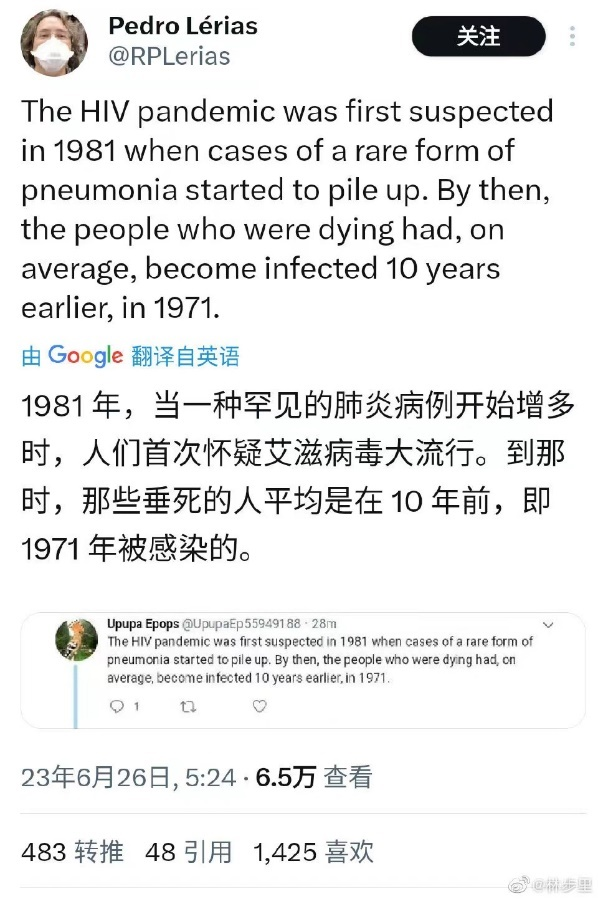 Pedro Lérias
@RPLerias
关注
The HIV pandemic was first suspected
in 1981 when cases of a rare form of
pneumonia started to pile up. By then,
the people who were dying had, on
average, become infected 10 years
earlier, in 1971.
由 Google 翻译自英语
1981 年，当一种罕见的肺炎病例开始增多
时，人们首次怀疑艾滋病毒大流行。到那
时，那些垂死的人平均是在 10 年前，即
1971 年被感染的。
Upupa Epops @UpupaEp55949188 · 28m
The HIV pandemic was first suspected in 1981 when cases of a rare form of
pneumonia started to pile up. By then, the people who were dying had, on
average, become infected 10 years earlier, in 1971.
1
23年6月26日, 5:24 · 6.5万 查看
483 转推 48 引用 1,425 喜欢
@林步里